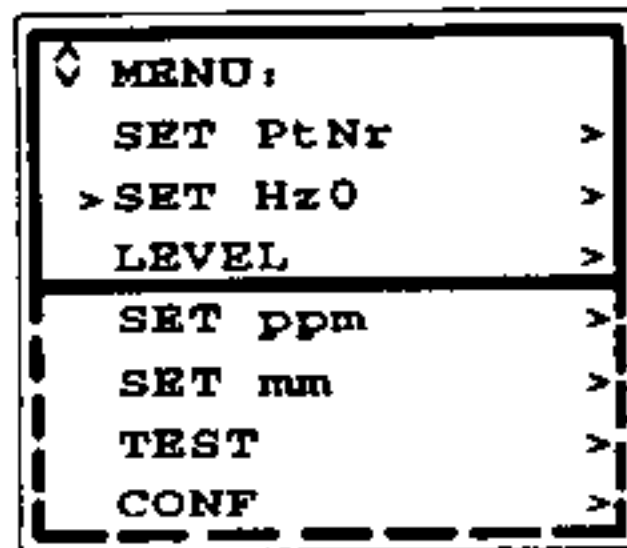 MENU:
SET PtNr >
>SET Hz0 >
LEVEL >
SET ppm >
SET mm >
TEST >
CONF >